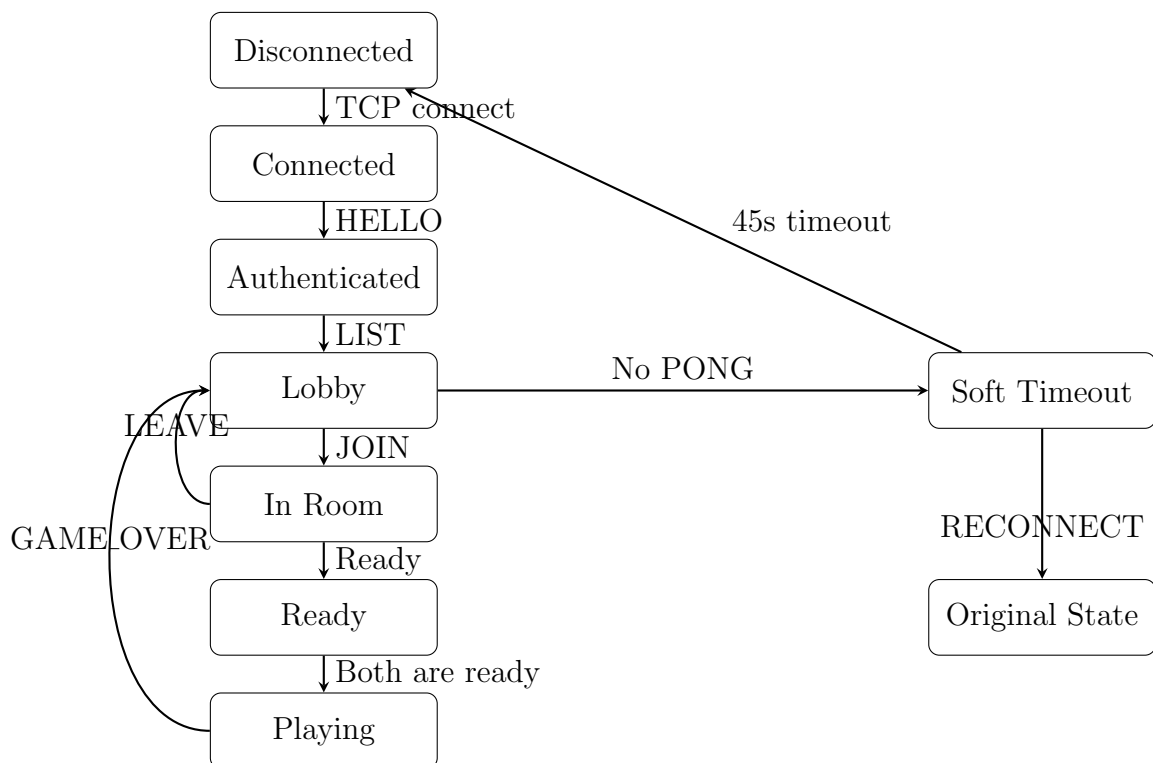 Disconnected
TCP connect
Connected
45s timeout
HELLO
Authenticated
LIST
Lobby
No PONG
Soft Timeout
LEAVE
JOIN
In Room
GAME_OVER
RECONNECT
Ready
Ready
Original State
Both are ready
Playing